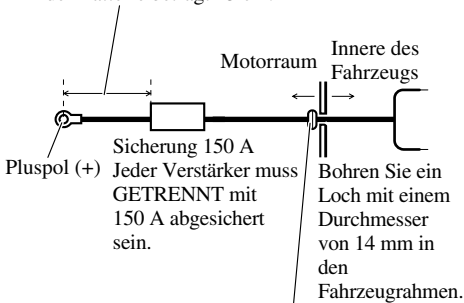 Motorraum
Innere des
Fahrzeugs
Pluspol (+)
Sicherung 150 A
Jeder Verstärker muss
GETRENNT mit
150 A abgesichert
sein.
Bohren Sie ein
Loch mit einem
Durchmesser
von 14 mm in
den
Fahrzeugrahmen.